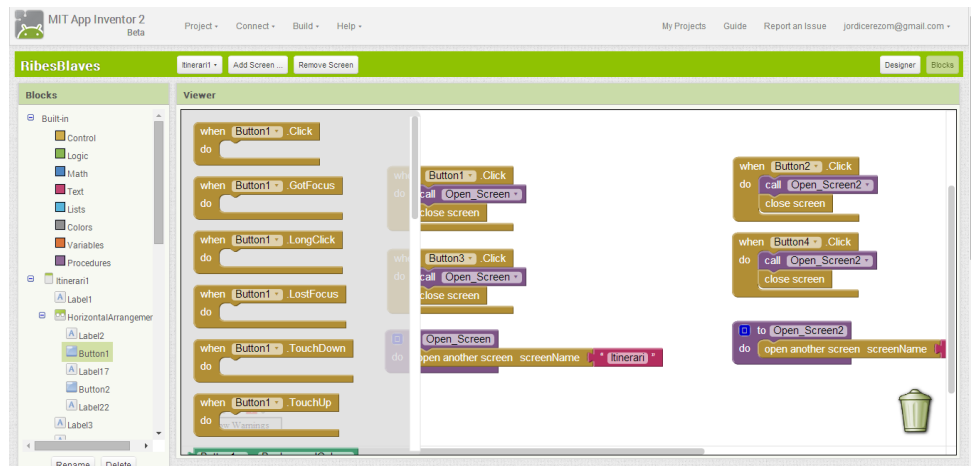 MIT App Inventor 2
Beta
Project Connect Build Help
My Projects Guide Report an Issue jordicerezom@gmail.com
RibesBlaves
Itinerari1 Add Screen ... Remove Screen
Designer Blocks
Blocks
Viewer
Built-in
Control
Logic
Math
Text
Lists
Colors
Variables
Procedures
Itinerari1
Label1
HorizontalArrangemer
Label2
Button1
Label17
Button2
Label22
Label3
Rename Delete
when Button1 .Click
do
when Button1 .GotFocus
do
when Button1 .LongClick
do
when Button1 .LostFocus
do
when Button1 .TouchDown
do
when Button1 .TouchUp
do
Warnings
when Button1 .Click
do call Open_Screen
close screen
when Button3 .Click
do call Open_Screen
close screen
Open_Screen
do open another screen screenName " Itinerari "
when Button2 .Click
do call Open_Screen2
close screen
when Button4 .Click
do call Open_Screen2
close screen
to Open_Screen2
do open another screen screenName